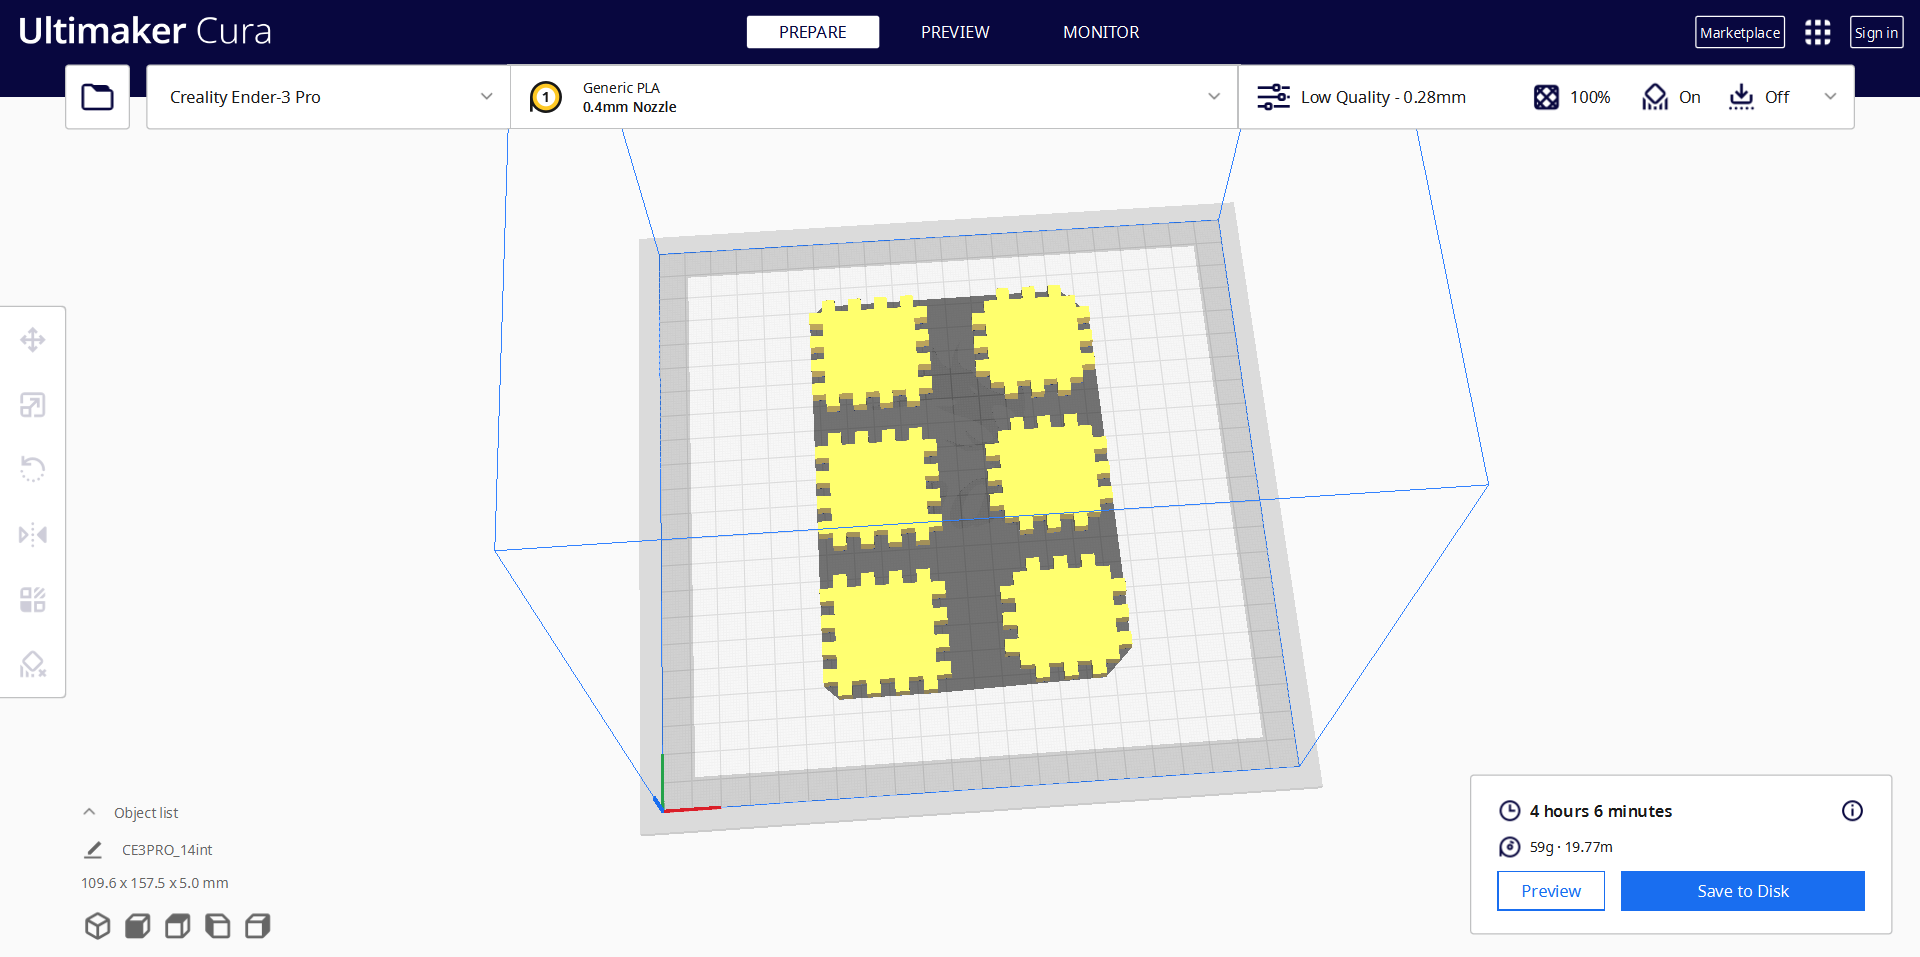 Ultimaker Cura
PREPARE
PREVIEW
MONITOR
Marketplace
Sign in
Creality Ender-3 Pro
1
Generic PLA
0.4mm Nozzle
Low Quality - 0.28mm
100%
On
Off
Object list
CE3PRO_14int
109.6 x 157.5 x 5.0 mm
4 hours 6 minutes
59g · 19.77m
Preview
Save to Disk